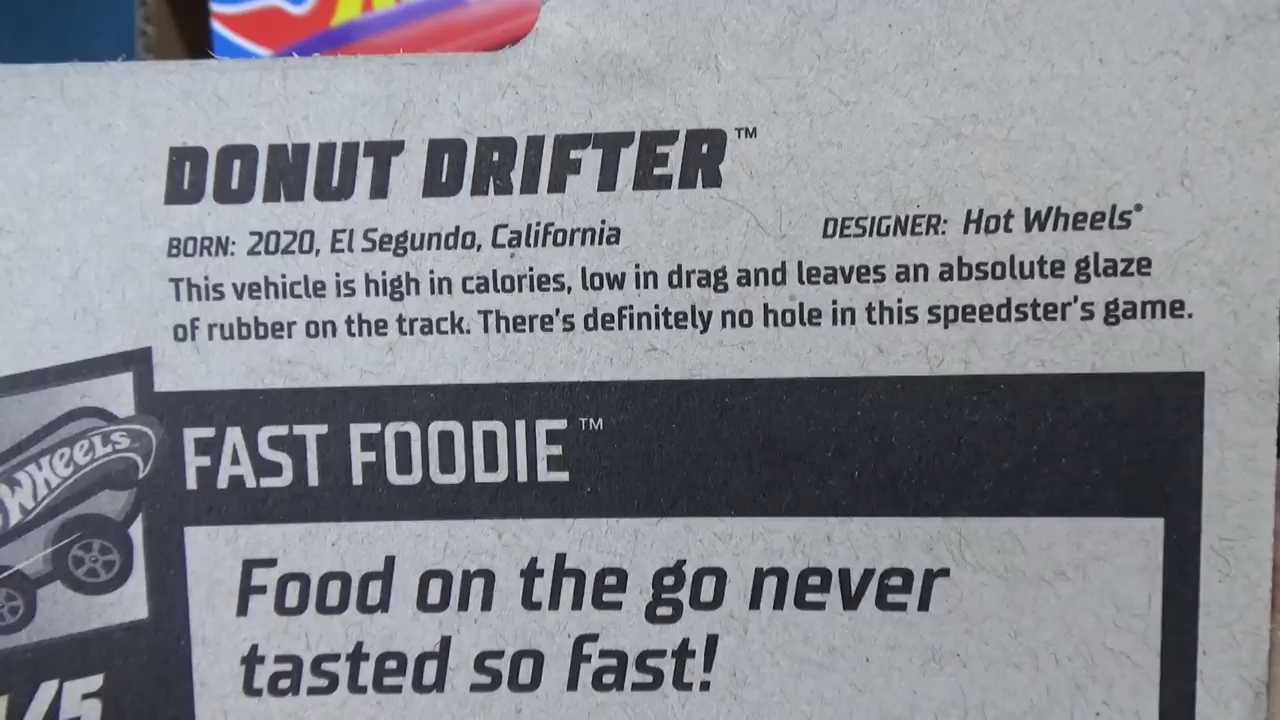 DONUT DRIFTER™
BORN: 2020, El Segundo, California
DESIGNER: Hot Wheels®
This vehicle is high in calories, low in drag and leaves an absolute glaze
of rubber on the track. There's definitely no hole in this speedster's game.
WHEELS
FAST FOODIE™
Food on the go never
tasted so fast!
/5